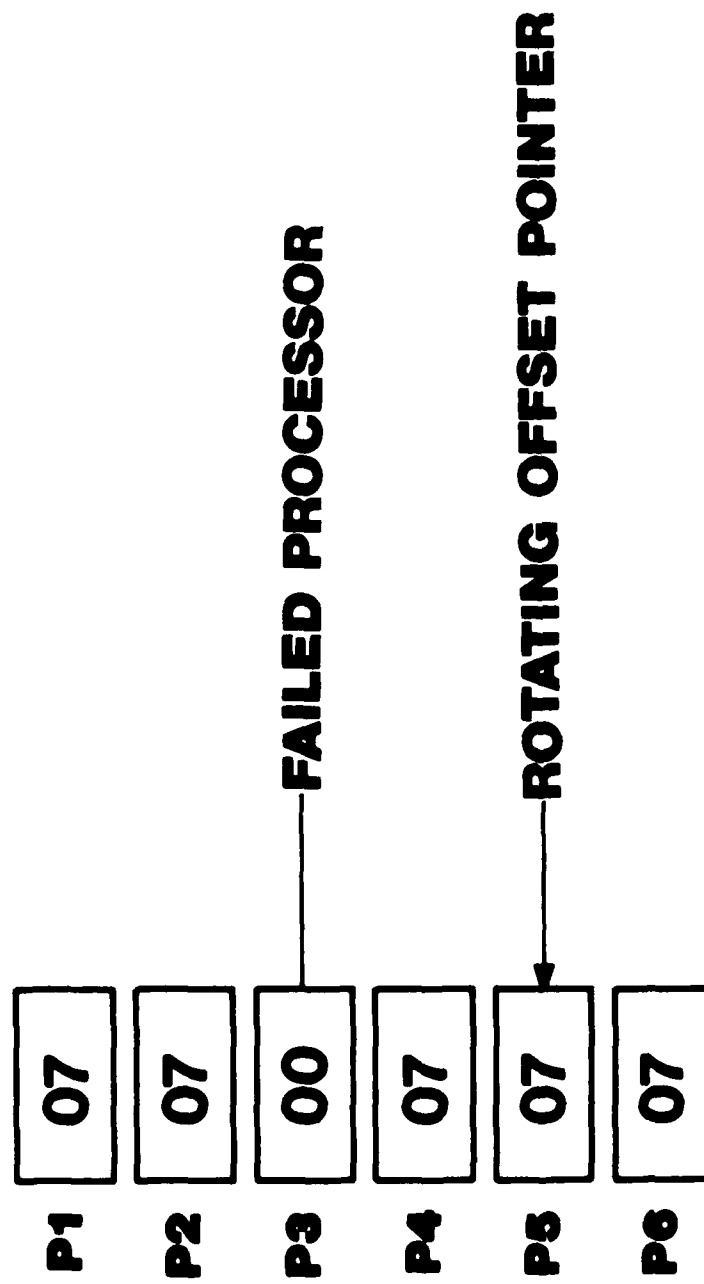 P1 07
P2 07
P3 00 FAILED PROCESSOR
P4 07
P5 07 ROTATING OFFSET POINTER
P6 07